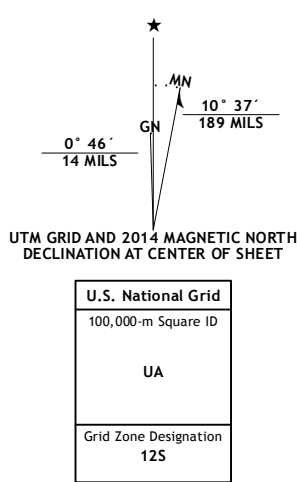 ★
MN
GN
10° 37´
189 MILS
0° 46´
14 MILS
UTM GRID AND 2014 MAGNETIC NORTH
DECLINATION AT CENTER OF SHEET
U.S. National Grid
100,000-m Square ID
UA
Grid Zone Designation
12S